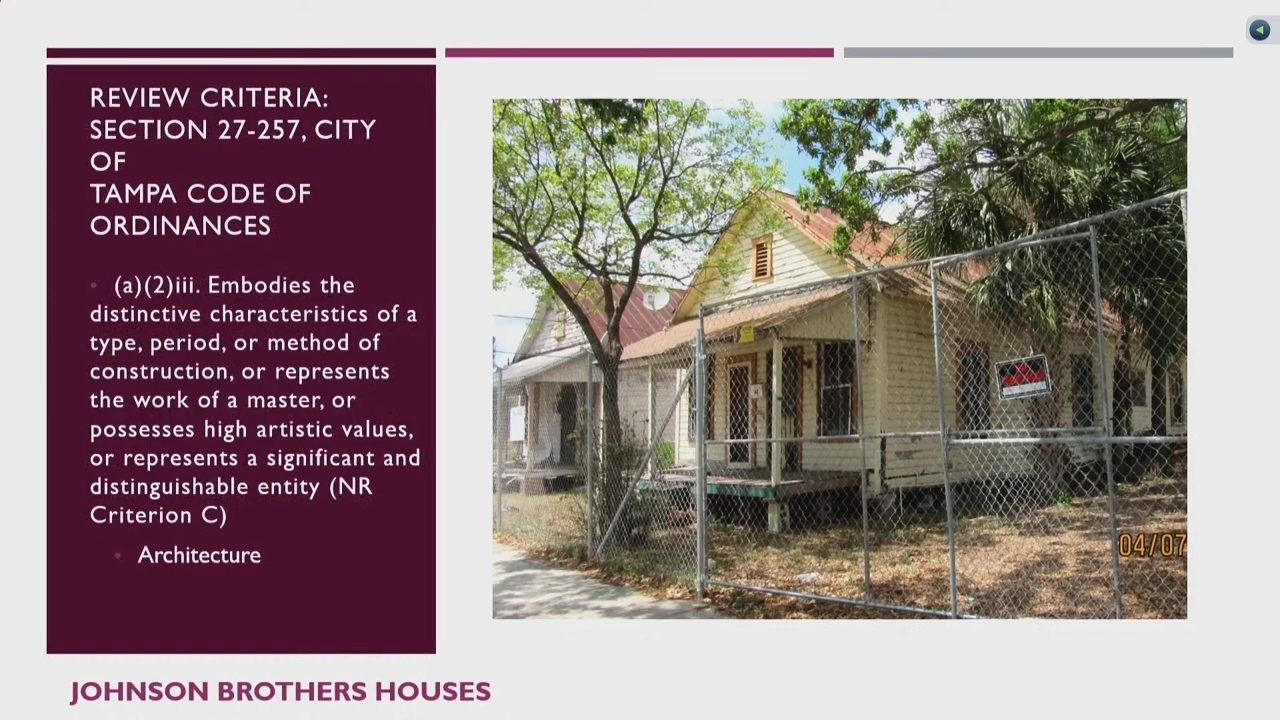 REVIEW CRITERIA:
SECTION 27-257, CITY
OF
TAMPA CODE OF
ORDINANCES
(a)(2)iii. Embodies the
distinctive characteristics of a
type, period, or method of
construction, or represents
the work of a master, or
possesses high artistic values,
or represents a significant and
distinguishable entity (NR
Criterion C)
Architecture
04/07
JOHNSON BROTHERS HOUSES